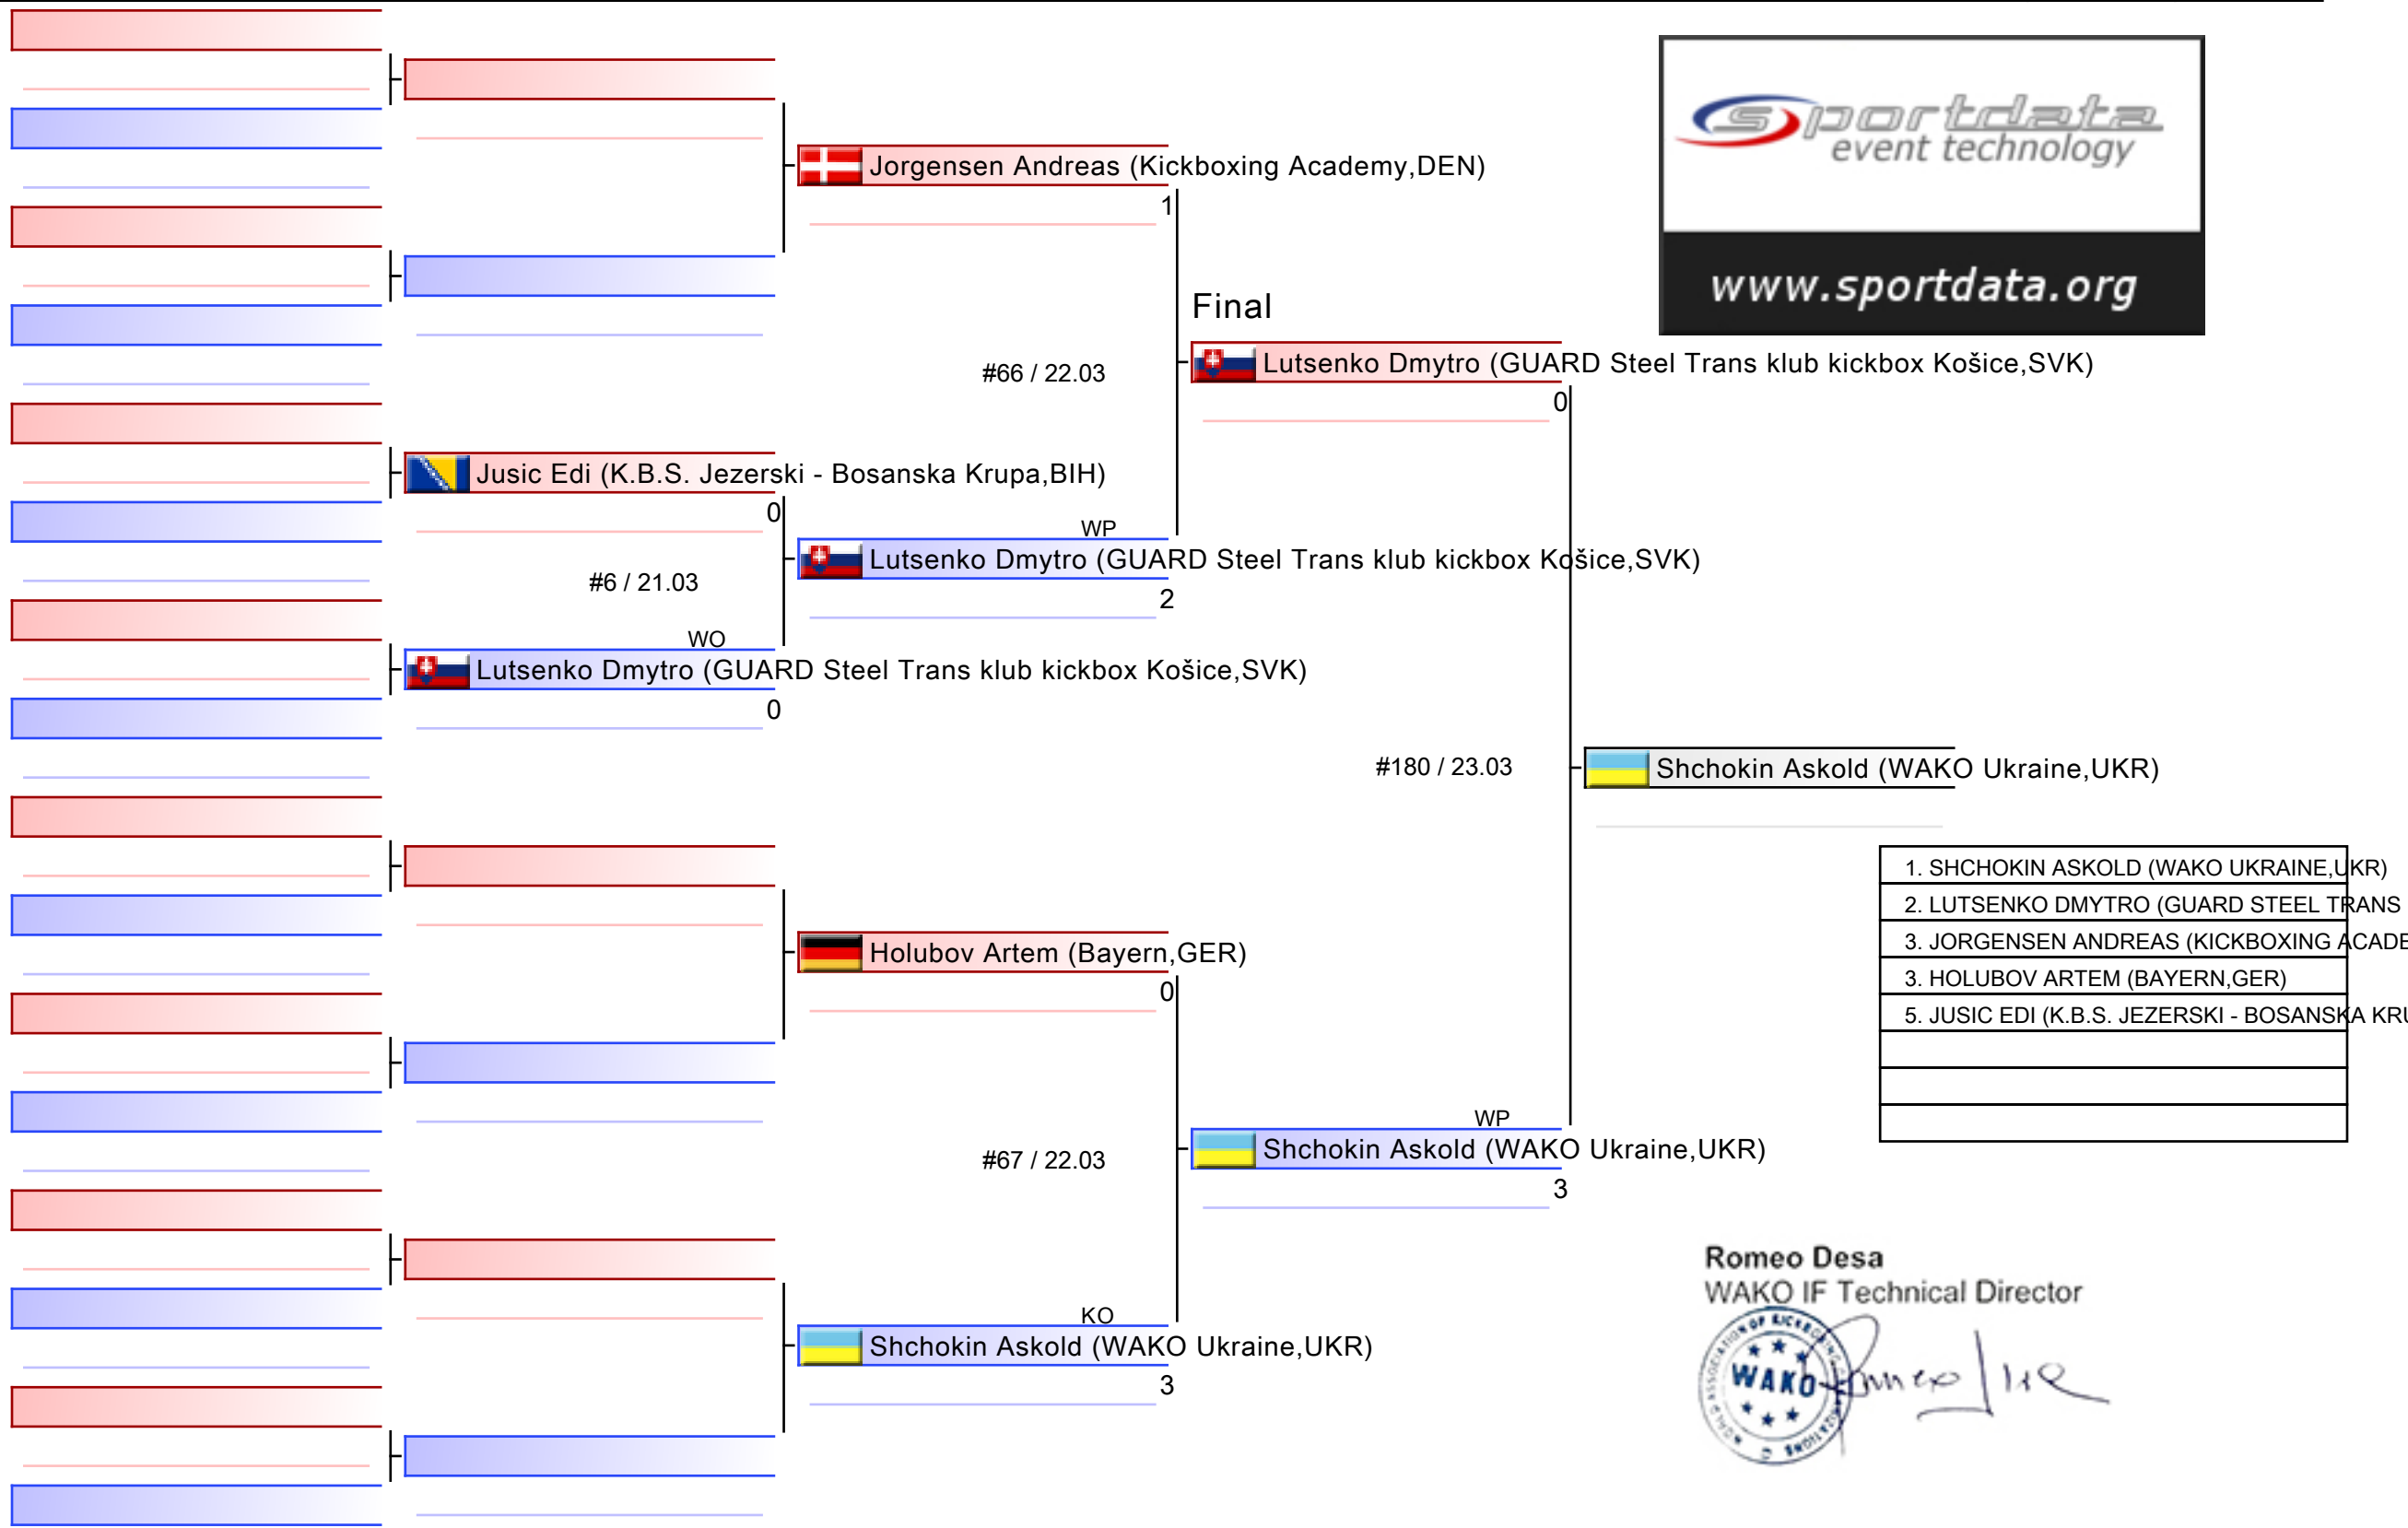 sportdata
event technology
www.sportdata.org
Jorgensen Andreas (Kickboxing Academy,DEN)
1
Final
#66 / 22.03
Lutsenko Dmytro (GUARD Steel Trans klub kickbox Košice,SVK)
0
Jusic Edi (K.B.S. Jezerski - Bosanska Krupa,BIH)
0
WP
Lutsenko Dmytro (GUARD Steel Trans klub kickbox Košice,SVK)
2
#6 / 21.03
WO
Lutsenko Dmytro (GUARD Steel Trans klub kickbox Košice,SVK)
0
#180 / 23.03
Shchokin Askold (WAKO Ukraine,UKR)
1. SHCHOKIN ASKOLD (WAKO UKRAINE,UKR)
2. LUTSENKO DMYTRO (GUARD STEEL TRANS
3. JORGENSEN ANDREAS (KICKBOXING ACADE
3. HOLUBOV ARTEM (BAYERN,GER)
5. JUSIC EDI (K.B.S. JEZERSKI - BOSANSKA KRU
Holubov Artem (Bayern,GER)
0
WP
#67 / 22.03
Shchokin Askold (WAKO Ukraine,UKR)
3
KO
Shchokin Askold (WAKO Ukraine,UKR)
3
Romeo Desa
WAKO IF Technical Director
WAKO